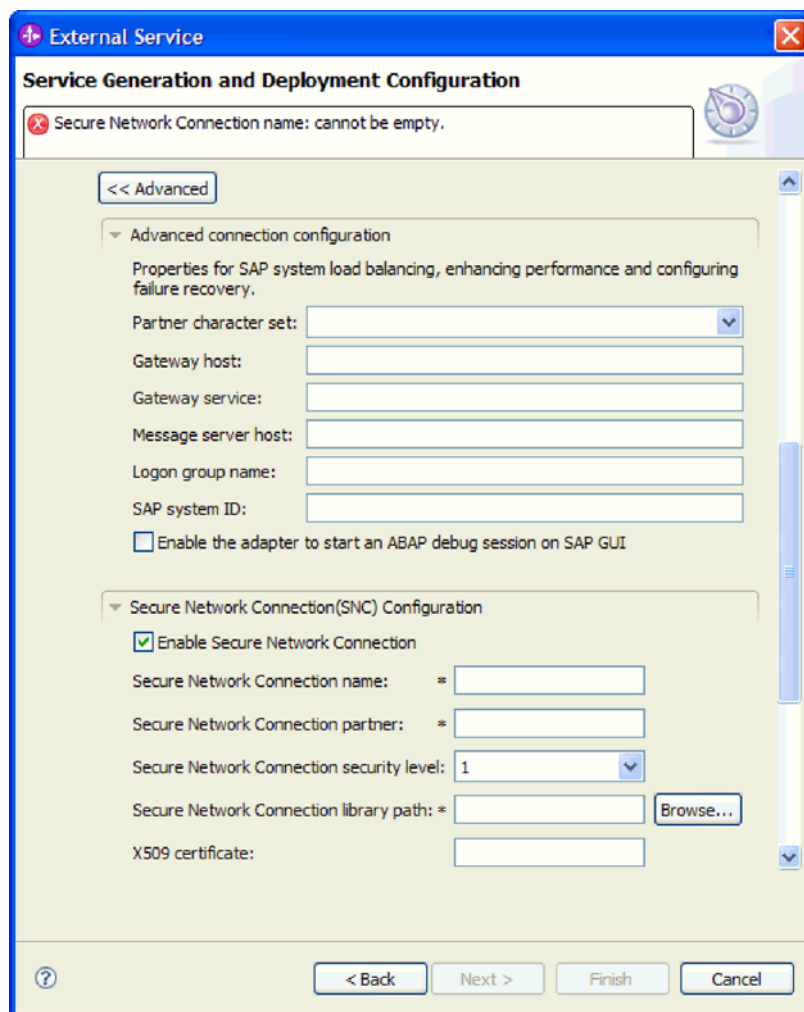 External Service
Service Generation and Deployment Configuration
Secure Network Connection name: cannot be empty.
<< Advanced
Advanced connection configuration
Properties for SAP system load balancing, enhancing performance and configuring
failure recovery.
Partner character set:
Gateway host:
Gateway service:
Message server host:
Logon group name:
SAP system ID:
Enable the adapter to start an ABAP debug session on SAP GUI
Secure Network Connection(SNC) Configuration
Enable Secure Network Connection
Secure Network Connection name: *
Secure Network Connection partner: *
Secure Network Connection security level: 1
Secure Network Connection library path: * Browse...
X509 certificate:
? < Back Next > Finish Cancel